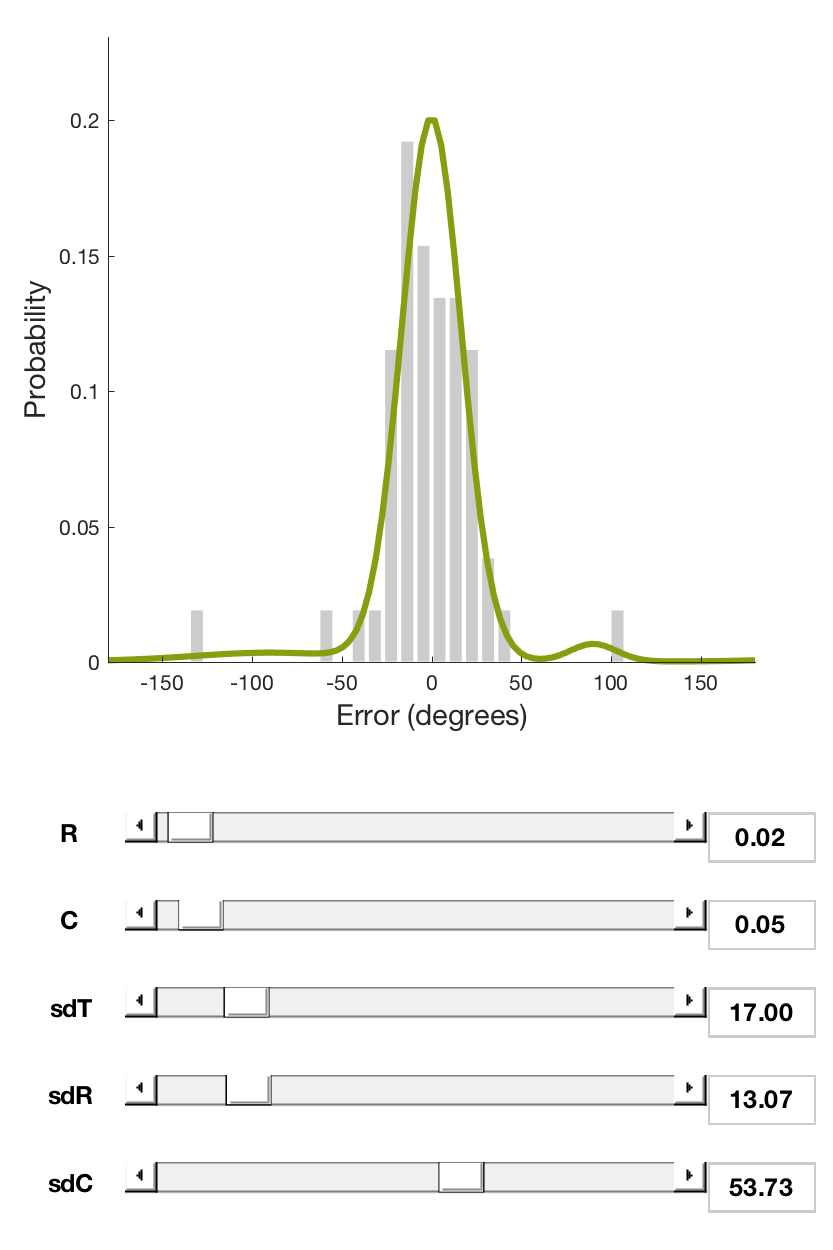 Probability
0.2
0.15
0.1
0.05
0
-150 -100 -50 0 50 100 150
Error (degrees)
R 0.02
C 0.05
sdT 17.00
sdR 13.07
sdC 53.73